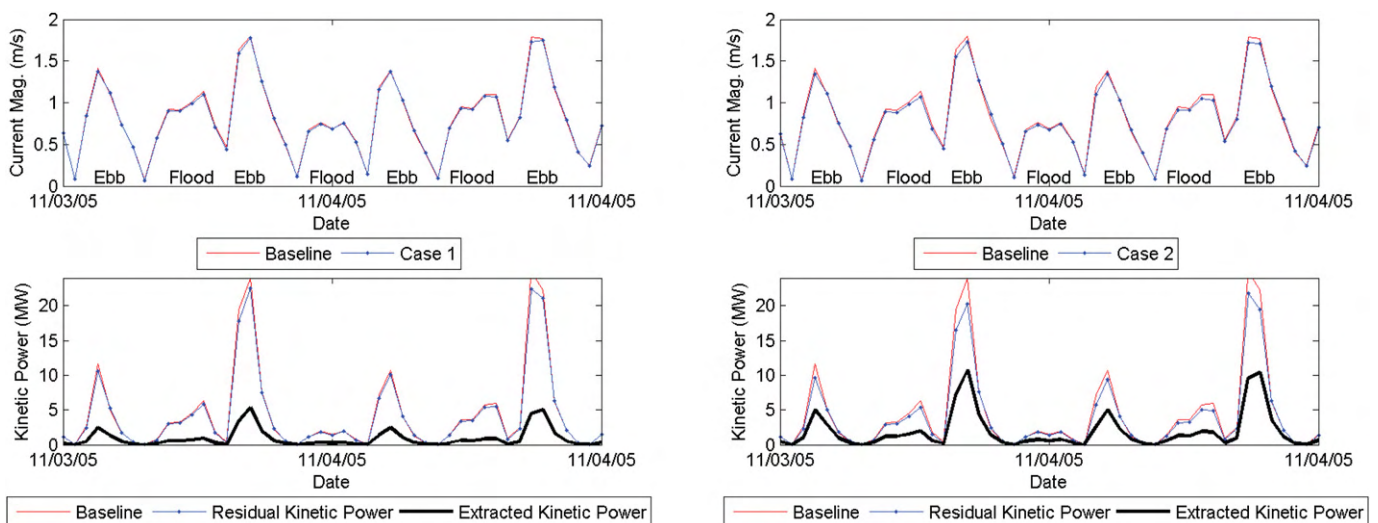 Current Mag. (m/s)
2
1.5
1
0.5
0
Ebb Flood Ebb Flood Ebb Flood Ebb
11/03/05 11/04/05 11/04/05
Date
Baseline Case 1
Kinetic Power (MW)
20
15
10
5
0
11/03/05 11/04/05 11/04/05
Date
Baseline Residual Kinetic Power Extracted Kinetic Power
Current Mag. (m/s)
2
1.5
1
0.5
0
Ebb Flood Ebb Flood Ebb Flood Ebb
11/03/05 11/04/05 11/04/05
Date
Baseline Case 2
Kinetic Power (MW)
20
15
10
5
0
11/03/05 11/04/05 11/04/05
Date
Baseline Residual Kinetic Power Extracted Kinetic Power